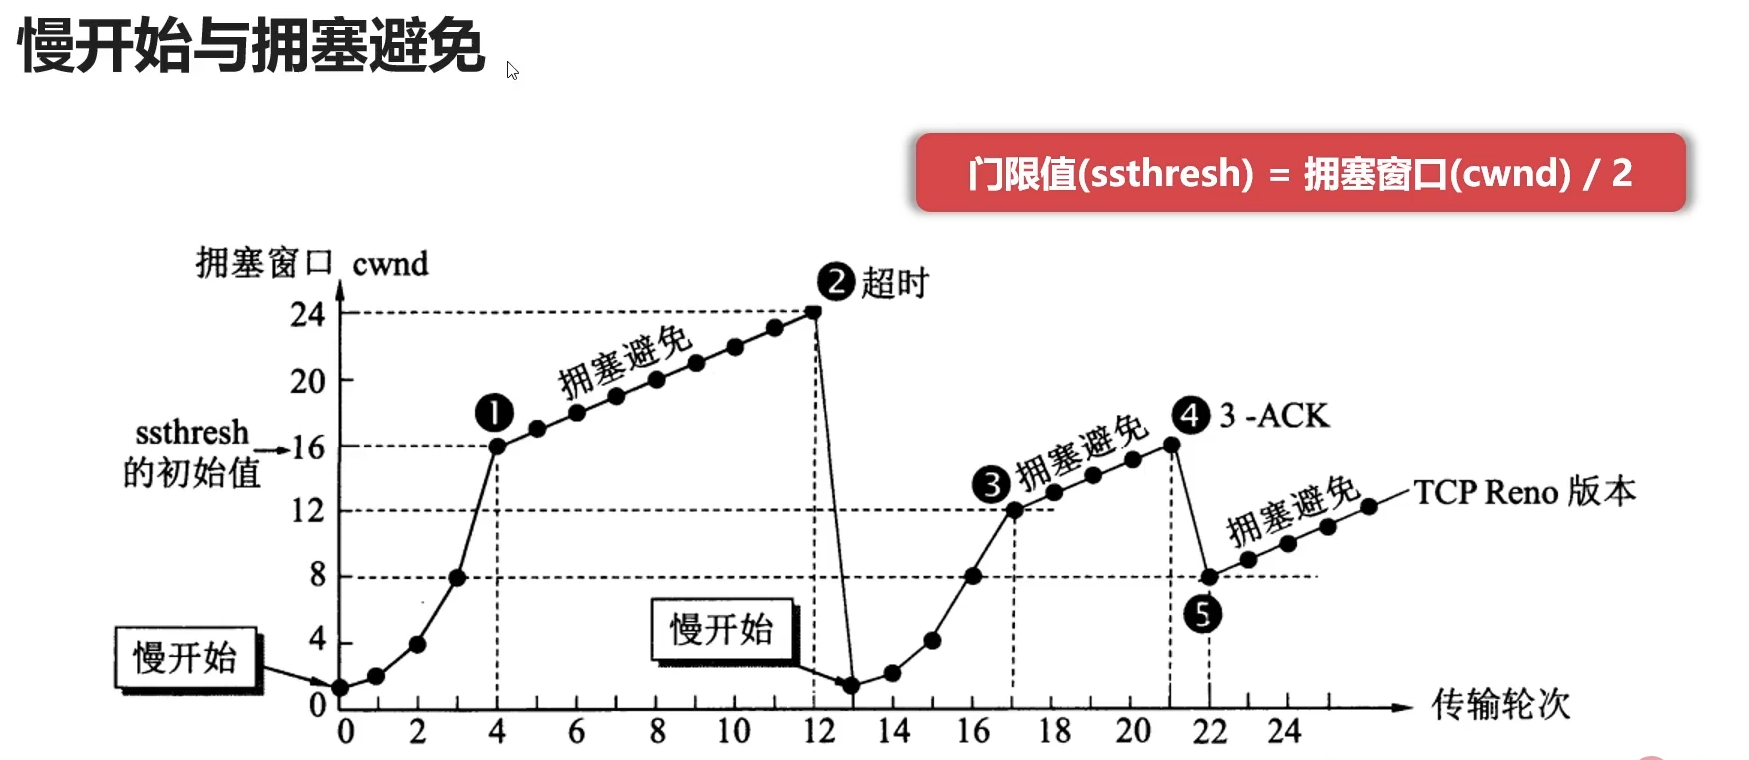 慢开始与拥塞避免
门限值(ssthresh) = 拥塞窗口(cwnd) / 2
拥塞窗口 cwnd
24
20
16
12
8
4
0
ssthresh
的初始值
慢开始
❶
拥塞避免
❷ 超时
慢开始
❸ 拥塞避免
❹ 3 -ACK
❺
拥塞避免
TCP Reno 版本
0 2 4 6 8 10 12 14 16 18 20 22 24
传输轮次